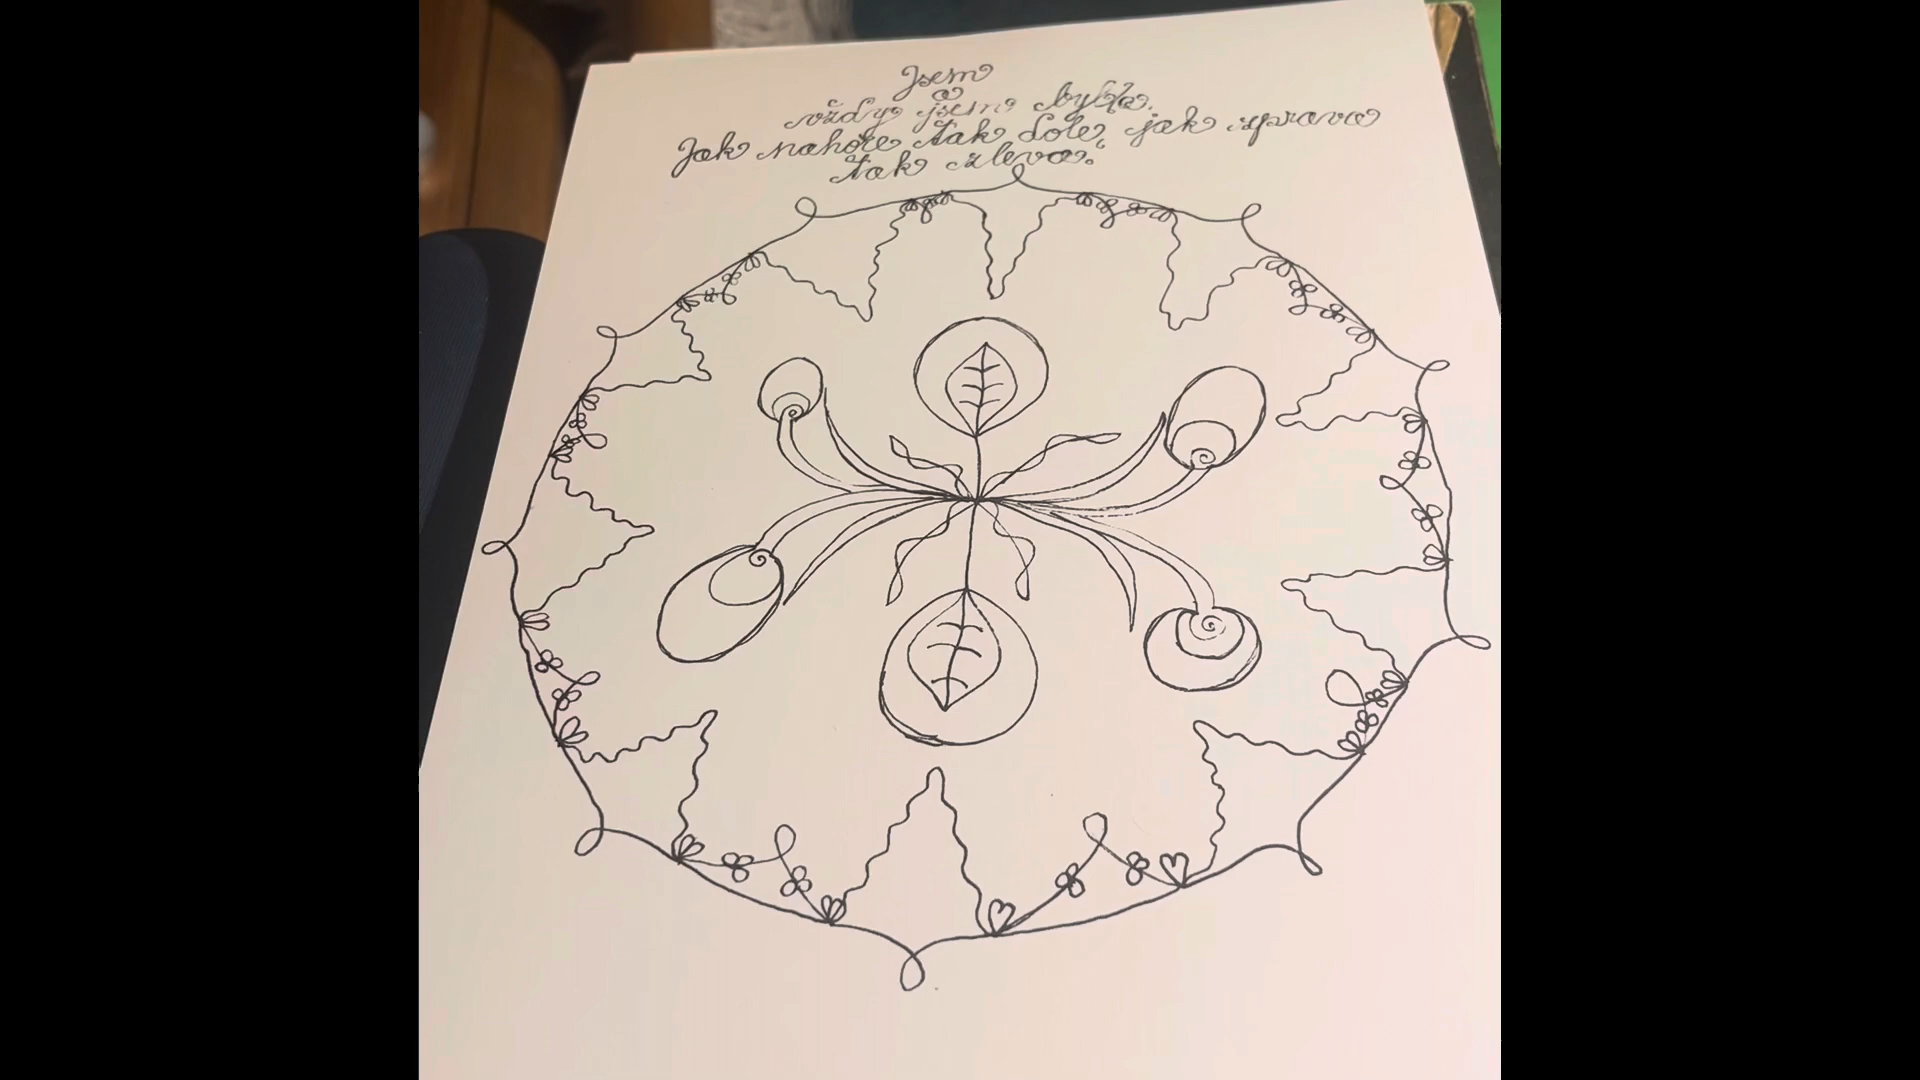 Jsem
a
vždy jsem byla.
Jak nahoře tak dole, jak zprava
tak zleva.